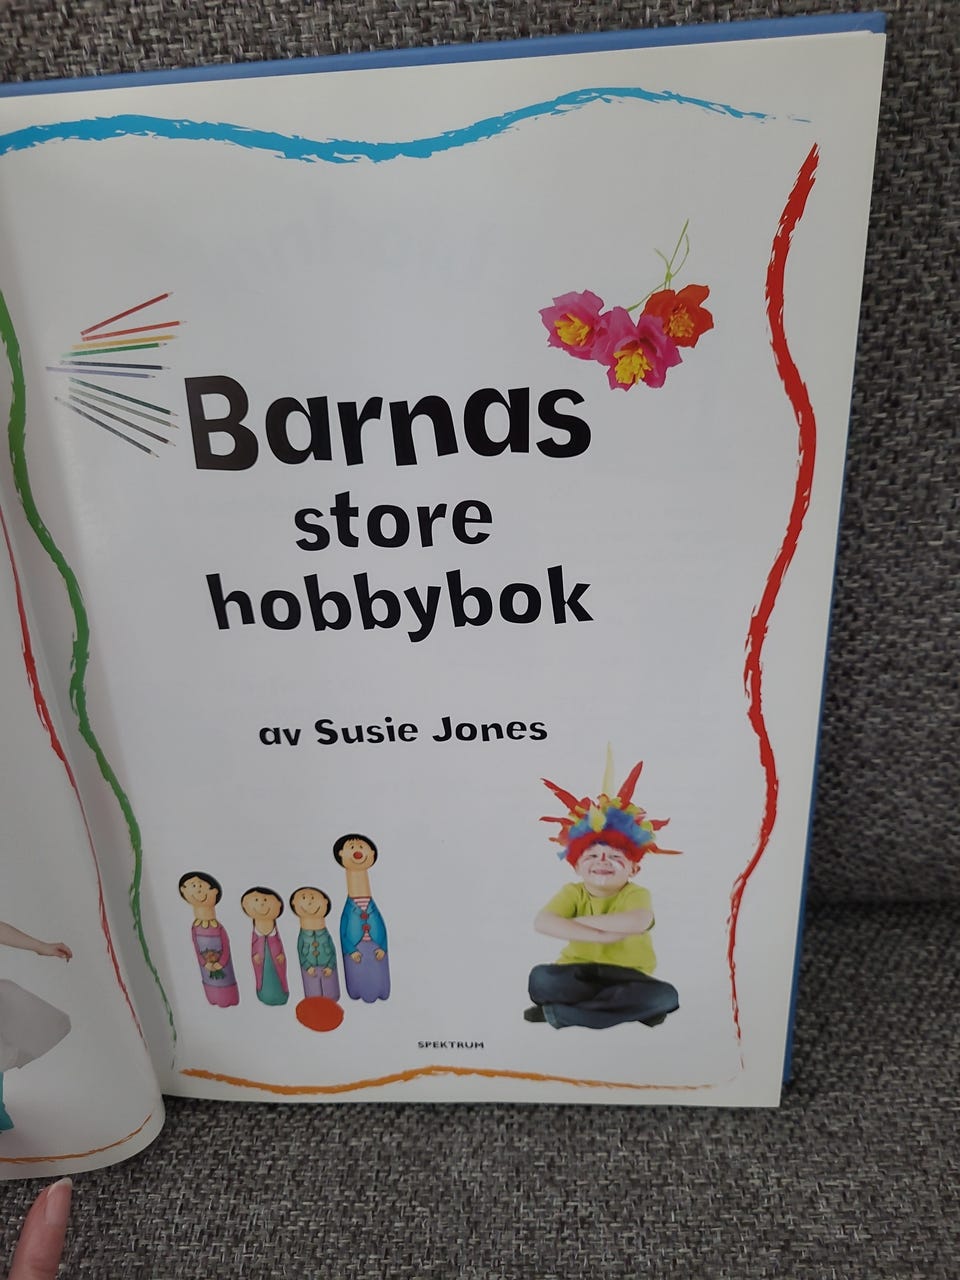 Barnas
store
hobbybok
av Susie Jones
SPEKTRUM